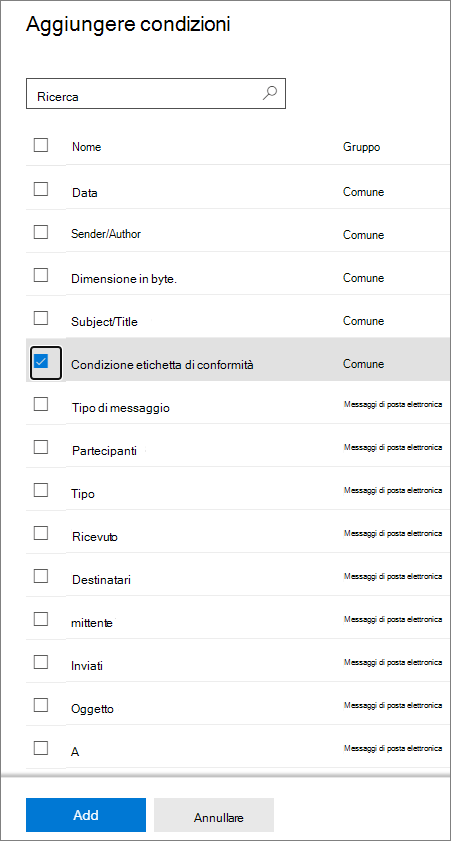 Aggiungere condizioni
Ricerca
Nome Gruppo
Data Comune
Sender/Author Comune
Dimensione in byte. Comune
Subject/Title Comune
Condizione etichetta di conformità Comune
Tipo di messaggio Messaggi di posta elettronica
Partecipanti Messaggi di posta elettronica
Tipo Messaggi di posta elettronica
Ricevuto Messaggi di posta elettronica
Destinatari Messaggi di posta elettronica
mittente Messaggi di posta elettronica
Inviati Messaggi di posta elettronica
Oggetto Messaggi di posta elettronica
A Messaggi di posta elettronica
Add Annullare